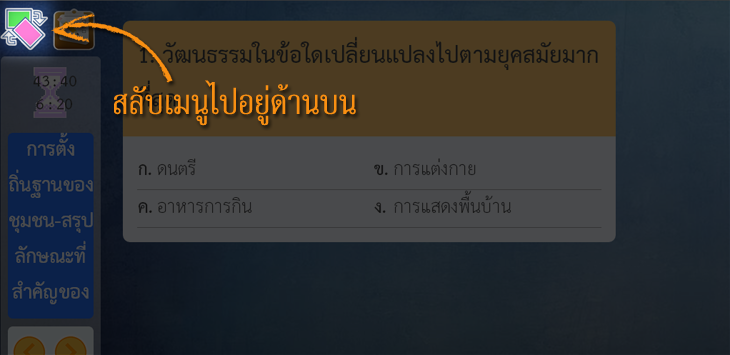 สลับเมนูไปอยู่ด้านบน
1. วัฒนธรรมในข้อใดเปลี่ยนแปลงไปตามยุคสมัยมาก
ก. ดนตรี
ข. การแต่งกาย
ค. อาหารการกิน
ง. การแสดงพื้นบ้าน
43:40
6:20
การตั้ง
ถิ่นฐานของ
ชุมชน-สรุป
ลักษณะที่
สำคัญของ